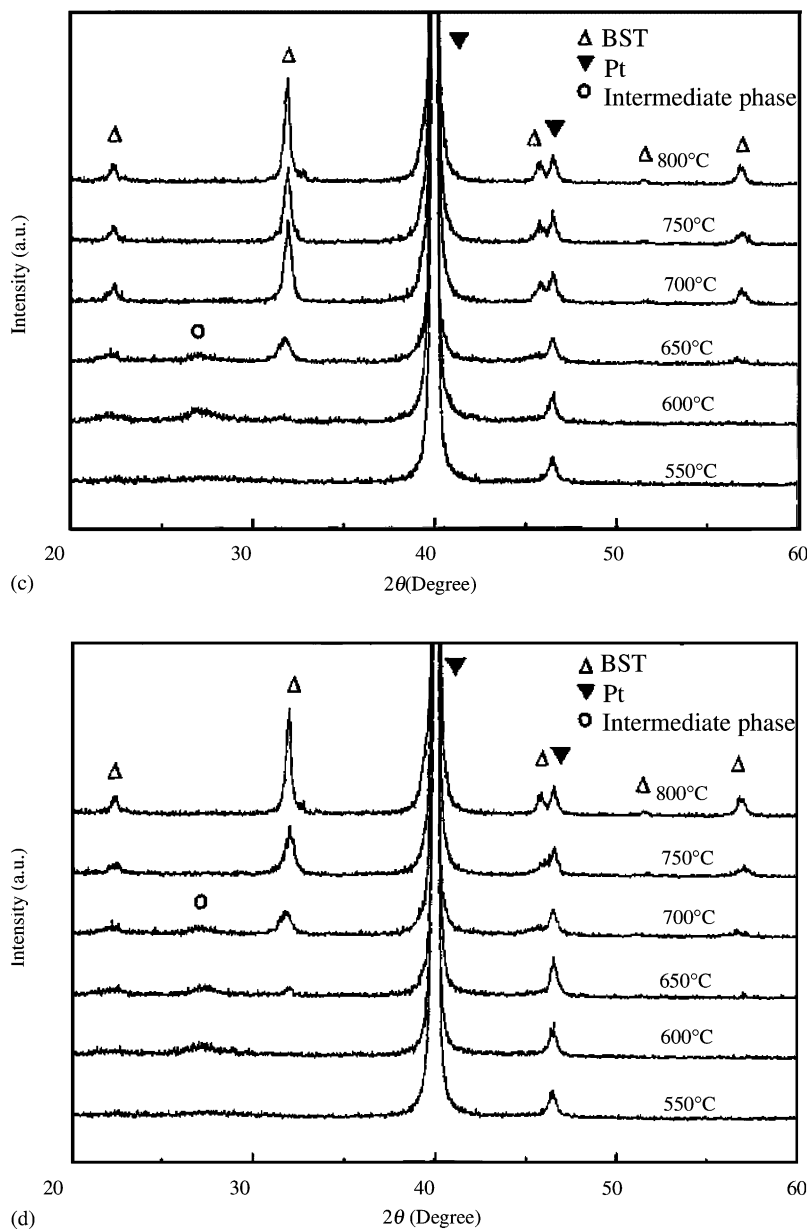 BST
Pt
Intermediate phase
800°C
750°C
700°C
650°C
600°C
550°C
Intensity (a.u.)
20
30
40
50
60
2θ(Degree)
(c)
BST
Pt
Intermediate phase
800°C
750°C
700°C
650°C
600°C
550°C
Intensity (a.u.)
20
30
40
50
60
2θ (Degree)
(d)